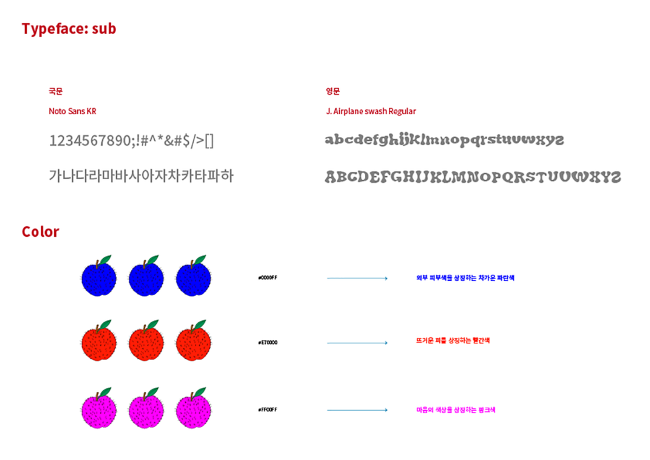 Typeface: sub
국문
영문
Noto Sans KR
J. Airplane swash Regular
1234567890;!#^*&#$/>[]
abcdefghijklmnopqrstuvwxyz
가나다라마바사아자차카타파하
ABCDEFGHIJKLMNOPQRSTUVWXYZ
Color
#0000FF
외부 피부색을 상징하는 차가운 파란색
뜨거운 피를 상징하는 빨간색
#FF00FF
마음의 색상을 상징하는 핑크색